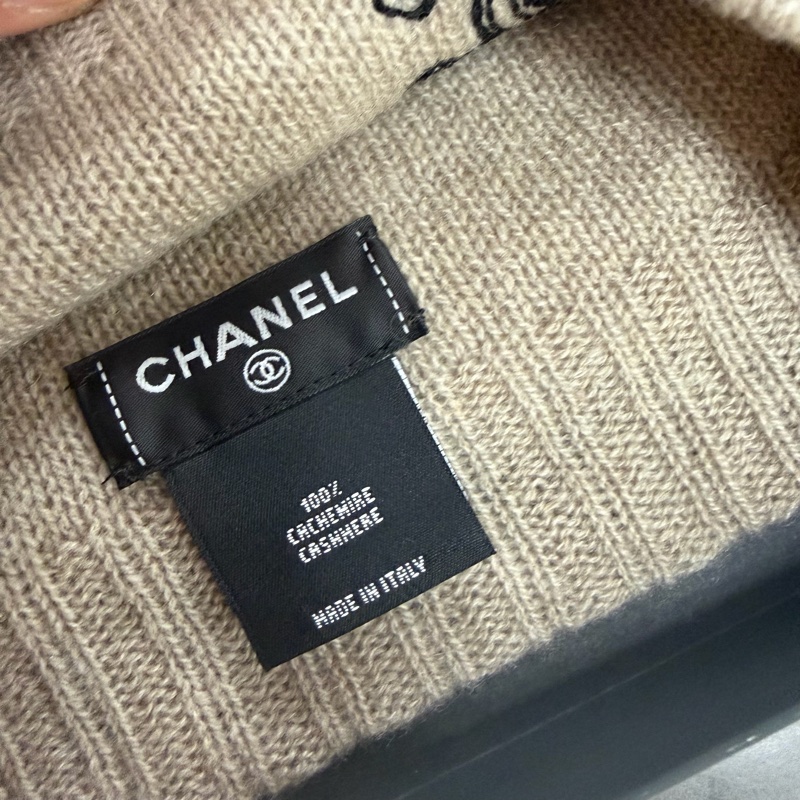 CHANEL
100%
CACHEMIRE
CASHMERE
MADE IN ITALY